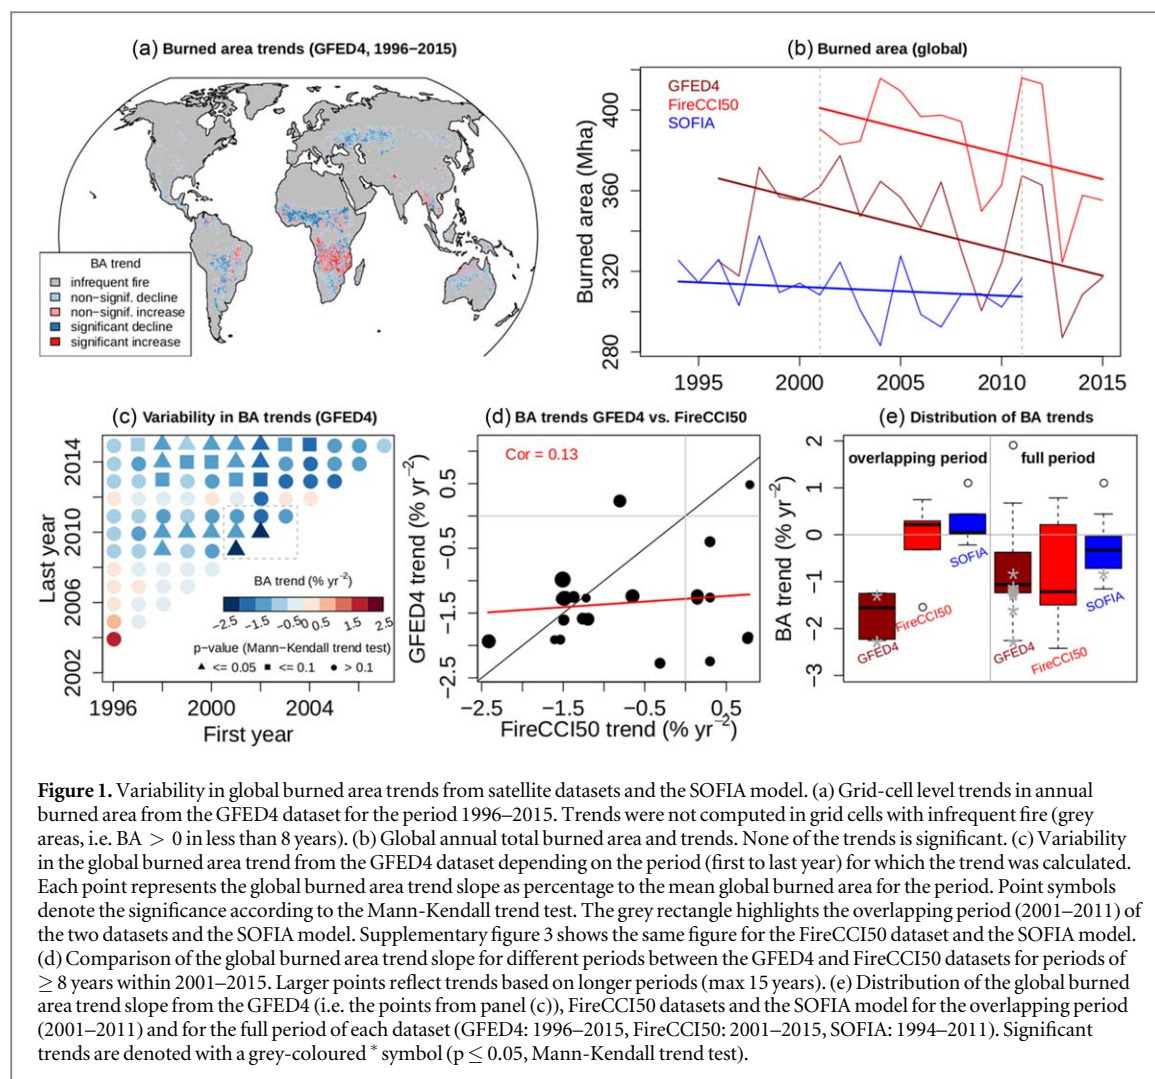 (a) Burned area trends (GFED4, 1996−2015)
BA trend
infrequent fire
non−signif. decline
non−signif. increase
significant decline
significant increase
(b) Burned area (global)
GFED4
FireCCI50
SOFIA
Burned area (Mha)
400
360
320
280
1995 2000 2005 2010 2015
(c) Variability in BA trends (GFED4)
Last year
2014
2010
2006
2002
BA trend (% yr⁻²)
−2.5 −1.5 −0.5 0.5 1.5 2.5
p−value (Mann−Kendall trend test)
<= 0.05 <= 0.1 > 0.1
1996 2000 2004
First year
(d) BA trends GFED4 vs. FireCCI50
Cor = 0.13
GFED4 trend (% yr⁻²)
0.5
−0.5
−1.5
−2.5
−2.5 −1.5 −0.5 0.5
FireCCI50 trend (% yr⁻²)
(e) Distribution of BA trends
overlapping period full period
BA trend (% yr⁻²)
2
1
0
−1
−2
−3
GFED4
FireCCI50
SOFIA
GFED4
FireCCI50
SOFIA
Figure 1. Variability in global burned area trends from satellite datasets and the SOFIA model. (a) Grid-cell level trends in annual
burned area from the GFED4 dataset for the period 1996–2015. Trends were not computed in grid cells with infrequent fire (grey
areas, i.e. BA > 0 in less than 8 years). (b) Global annual total burned area and trends. None of the trends is significant. (c) Variability
in the global burned area trend from the GFED4 dataset depending on the period (first to last year) for which the trend was calculated.
Each point represents the global burned area trend slope as percentage to the mean global burned area for the period. Point symbols
denote the significance according to the Mann-Kendall trend test. The grey rectangle highlights the overlapping period (2001–2011) of
the two datasets and the SOFIA model. Supplementary figure 3 shows the same figure for the FireCCI50 dataset and the SOFIA model.
(d) Comparison of the global burned area trend slope for different periods between the GFED4 and FireCCI50 datasets for periods of
≥ 8 years within 2001–2015. Larger points reflect trends based on longer periods (max 15 years). (e) Distribution of the global burned
area trend slope from the GFED4 (i.e. the points from panel (c)), FireCCI50 datasets and the SOFIA model for the overlapping period
(2001–2011) and for the full period of each dataset (GFED4: 1996–2015, FireCCI50: 2001–2015, SOFIA: 1994–2011). Significant
trends are denoted with a grey-coloured * symbol (p ≤ 0.05, Mann-Kendall trend test).